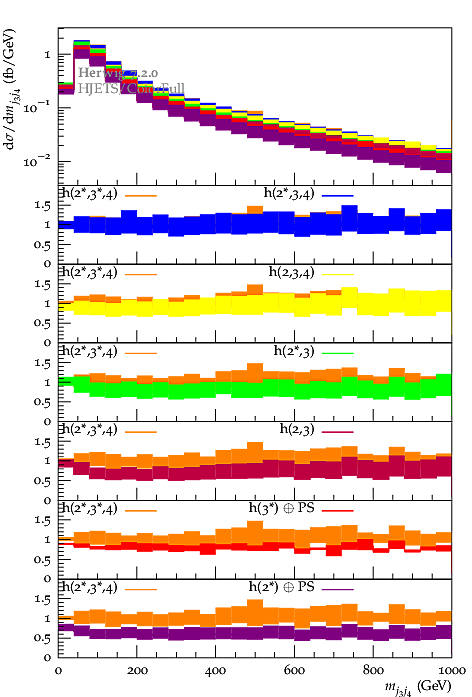 dσ/dm_{j3j4} (fb/GeV)
1
10⁻¹
10⁻²
Herwig 7.2.0
HJETS/ColorFull
h(2*,3*,4) h(2*,3,4)
1.5
1
0.5
0
h(2*,3*,4) h(2,3,4)
1.5
1
0.5
0
h(2*,3*,4) h(2*,3)
1.5
1
0.5
0
h(2*,3*,4) h(2,3)
1.5
1
0.5
0
h(2*,3*,4) h(3*) ⊕ PS
1.5
1
0.5
0
h(2*,3*,4) h(2*) ⊕ PS
1.5
1
0.5
0
0 200 400 600 800 1000
m_{j3j4} (GeV)